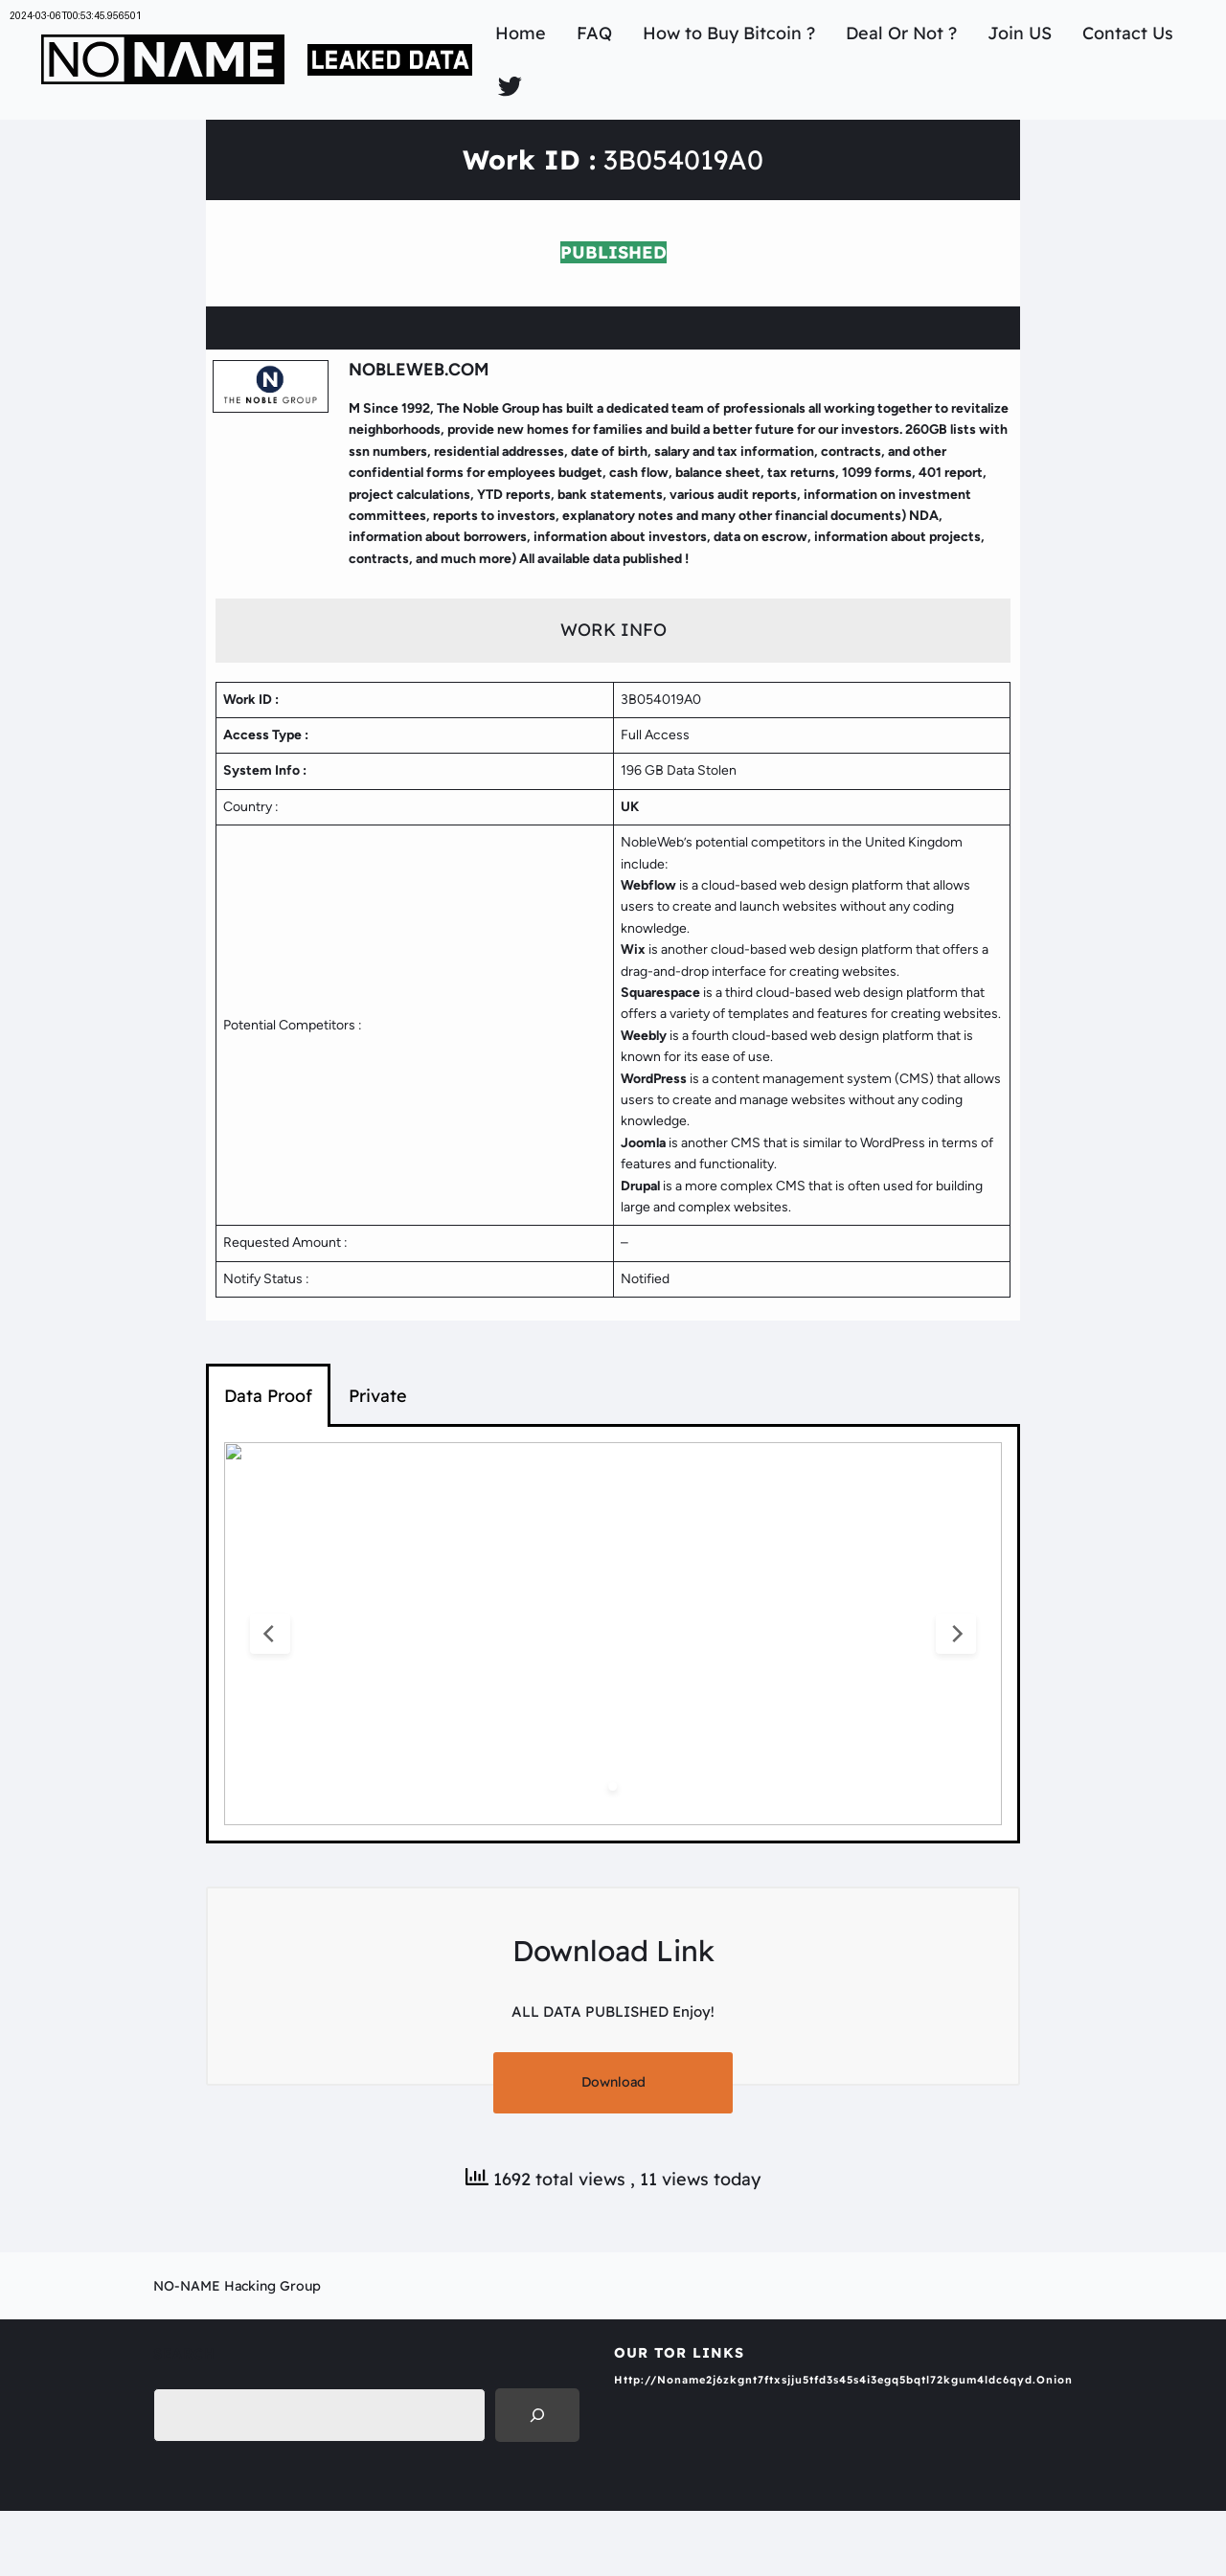 2024-03-06T00:53:45.956501
NONAME
LEAKED DATA
Home FAQ How to Buy Bitcoin ? Deal Or Not ? Join US Contact Us
Work ID : 3B054019A0
PUBLISHED
N
THE NOBLE GROUP
NOBLEWEB.COM
M Since 1992, The Noble Group has built a dedicated team of professionals all working together to revitalize
neighborhoods, provide new homes for families and build a better future for our investors. 260GB lists with
ssn numbers, residential addresses, date of birth, salary and tax information, contracts, and other
confidential forms for employees budget, cash flow, balance sheet, tax returns, 1099 forms, 401 report,
project calculations, YTD reports, bank statements, various audit reports, information on investment
committees, reports to investors, explanatory notes and many other financial documents) NDA,
information about borrowers, information about investors, data on escrow, information about projects,
contracts, and much more) All available data published !
WORK INFO
Work ID : 3B054019A0
Access Type : Full Access
System Info : 196 GB Data Stolen
Country : UK
Potential Competitors :
NobleWeb's potential competitors in the United Kingdom
include:
Webflow is a cloud-based web design platform that allows
users to create and launch websites without any coding
knowledge.
Wix is another cloud-based web design platform that offers a
drag-and-drop interface for creating websites.
Squarespace is a third cloud-based web design platform that
offers a variety of templates and features for creating websites.
Weebly is a fourth cloud-based web design platform that is
known for its ease of use.
WordPress is a content management system (CMS) that allows
users to create and manage websites without any coding
knowledge.
Joomla is another CMS that is similar to WordPress in terms of
features and functionality.
Drupal is a more complex CMS that is often used for building
large and complex websites.
Requested Amount : –
Notify Status : Notified
Data Proof Private
Download Link
ALL DATA PUBLISHED Enjoy!
Download
1692 total views , 11 views today
NO-NAME Hacking Group
OUR TOR LINKS
Http://Noname2j6zkgnt7ftxsjju5tfd3s45s4i3egq5bqtl72kgum4ldc6qyd.Onion